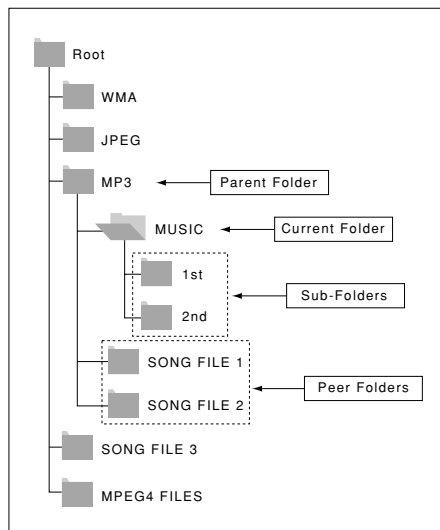 Root
WMA
JPEG
MP3
Parent Folder
MUSIC
Current Folder
1st
Sub-Folders
2nd
SONG FILE 1
Peer Folders
SONG FILE 2
SONG FILE 3
MPEG4 FILES